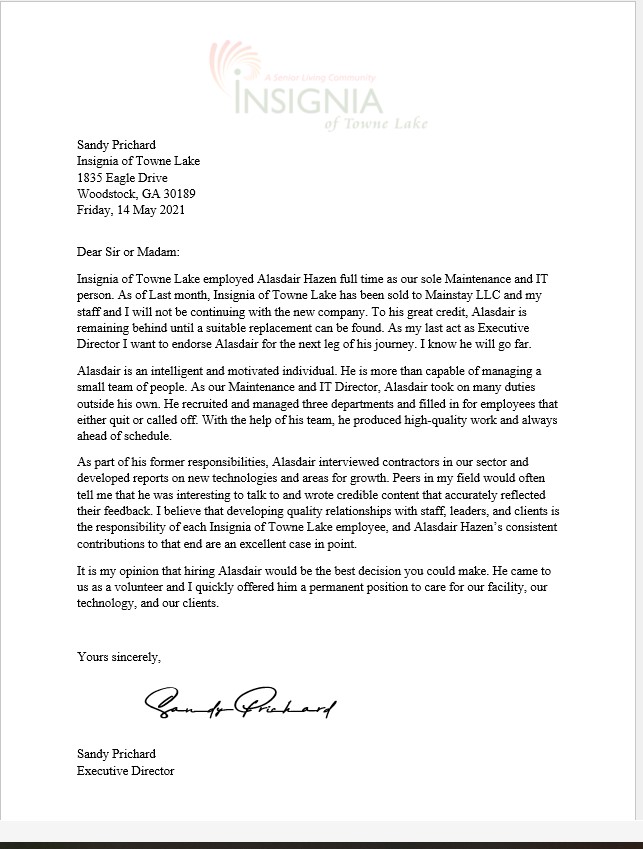 A Senior Living Community
INSIGNIA
of Towne Lake
Sandy Prichard
Insignia of Towne Lake
1835 Eagle Drive
Woodstock, GA 30189
Friday, 14 May 2021
Dear Sir or Madam:
Insignia of Towne Lake employed Alasdair Hazen full time as our sole Maintenance and IT
person. As of Last month, Insignia of Towne Lake has been sold to Mainstay LLC and my
staff and I will not be continuing with the new company. To his great credit, Alasdair is
remaining behind until a suitable replacement can be found. As my last act as Executive
Director I want to endorse Alasdair for the next leg of his journey. I know he will go far.
Alasdair is an intelligent and motivated individual. He is more than capable of managing a
small team of people. As our Maintenance and IT Director, Alasdair took on many duties
outside his own. He recruited and managed three departments and filled in for employees that
either quit or called off. With the help of his team, he produced high-quality work and always
ahead of schedule.
As part of his former responsibilities, Alasdair interviewed contractors in our sector and
developed reports on new technologies and areas for growth. Peers in my field would often
tell me that he was interesting to talk to and wrote credible content that accurately reflected
their feedback. I believe that developing quality relationships with staff, leaders, and clients is
the responsibility of each Insignia of Towne Lake employee, and Alasdair Hazen’s consistent
contributions to that end are an excellent case in point.
It is my opinion that hiring Alasdair would be the best decision you could make. He came to
us as a volunteer and I quickly offered him a permanent position to care for our facility, our
technology, and our clients.
Yours sincerely,
Sandy Prichard
Sandy Prichard
Executive Director